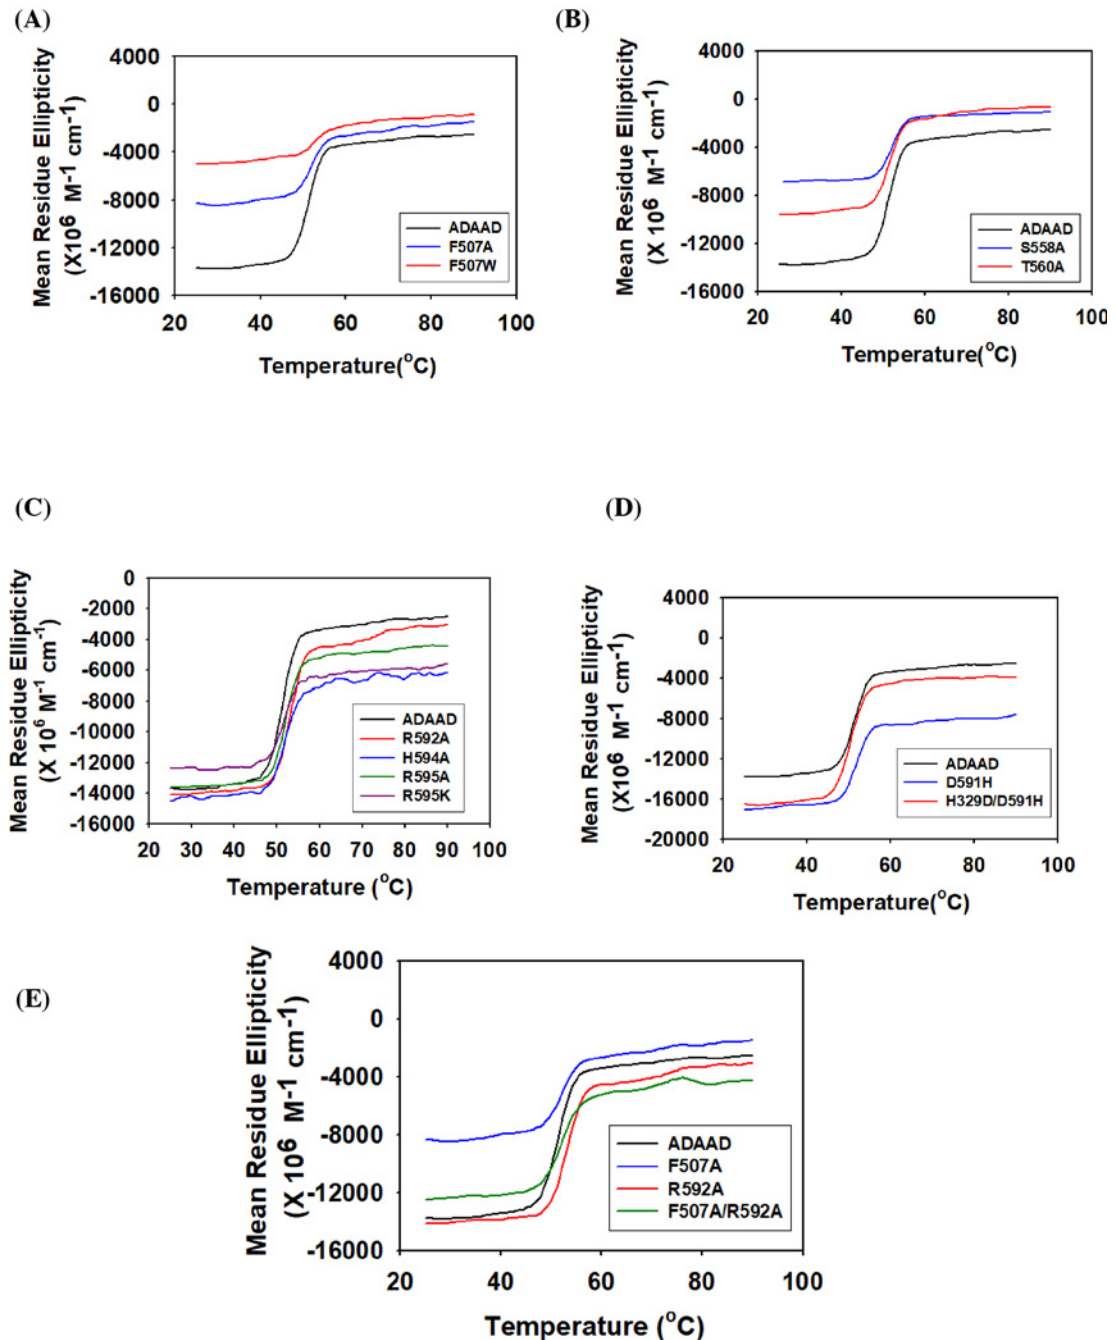 (A)
Mean Residue Ellipticity
(X10⁶ M-1 cm-1)
4000
0
-4000
-8000
-12000
-16000
20
40
60
80
100
Temperature(°C)
ADAAD
F507A
F507W
(B)
Mean Residue Ellipticity
(X 10⁶ M-1 cm-1)
4000
0
-4000
-8000
-12000
-16000
20
40
60
80
100
Temperature(°C)
ADAAD
S558A
T560A
(C)
Mean Residue Ellipticity
(X 10⁶ M⁻¹ cm⁻¹)
0
-2000
-4000
-6000
-8000
-10000
-12000
-14000
-16000
20
30
40
50
60
70
80
90
100
Temperature (°C)
ADAAD
R592A
H594A
R595A
R595K
(D)
Mean Residue Ellipticity
(X10⁶ M-1 cm-1)
4000
0
-4000
-8000
-12000
-16000
-20000
20
40
60
80
100
Temperature(°C)
ADAAD
D591H
H329D/D591H
(E)
Mean Residue Ellipticity
(X 10⁶ M-1 cm-1)
4000
0
-4000
-8000
-12000
-16000
20
40
60
80
100
Temperature (°C)
ADAAD
F507A
R592A
F507A/R592A